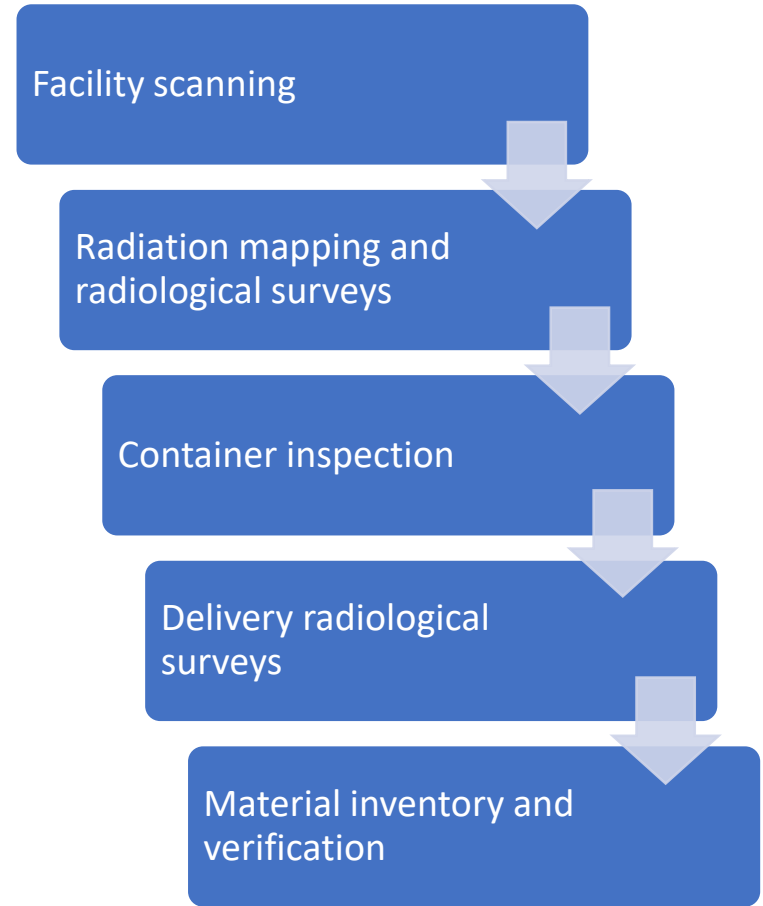 Facility scanning
Radiation mapping and
radiological surveys
Container inspection
Delivery radiological
surveys
Material inventory and
verification